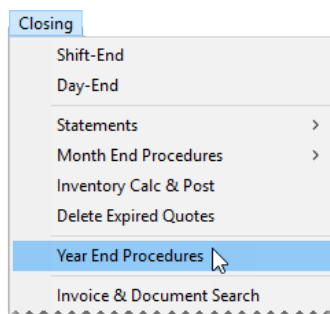 Closing
Shift-End
Day-End
Statements
Month End Procedures
Inventory Calc & Post
Delete Expired Quotes
Year End Procedures
Invoice & Document Search